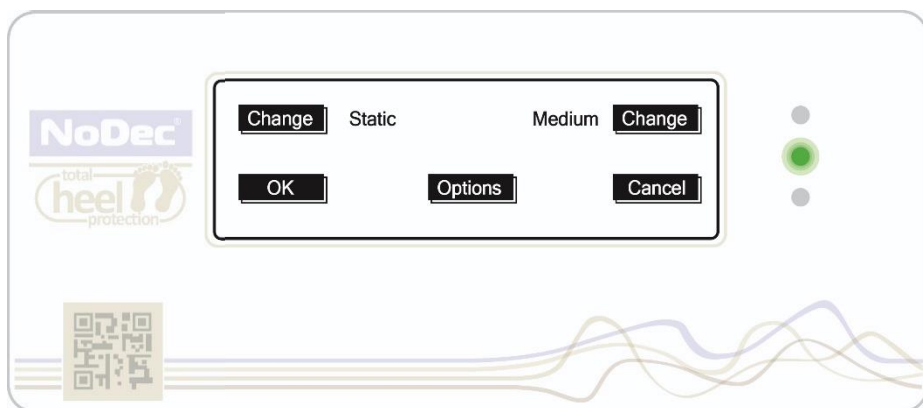 Change Static Medium Change
OK Options Cancel
NoDec®
total
heel
protection